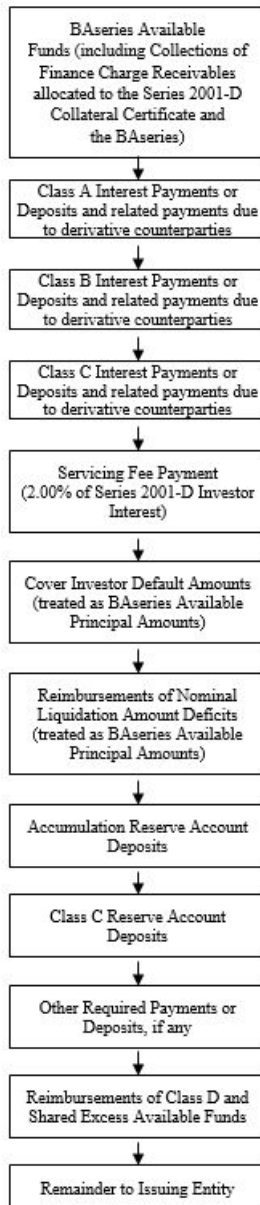 BAseries Available
Funds (including Collections of
Finance Charge Receivables
allocated to the Series 2001-D
Collateral Certificate and
the BAseries)
Class A Interest Payments or
Deposits and related payments due
to derivative counterparties
Class B Interest Payments or
Deposits and related payments due
to derivative counterparties
Class C Interest Payments or
Deposits and related payments due
to derivative counterparties
Servicing Fee Payment
(2.00% of Series 2001-D Investor
Interest)
Cover Investor Default Amounts
(treated as BAseries Available
Principal Amounts)
Reimbursements of Nominal
Liquidation Amount Deficits
(treated as BAseries Available
Principal Amounts)
Accumulation Reserve Account
Deposits
Class C Reserve Account
Deposits
Other Required Payments or
Deposits, if any
Reimbursements of Class D and
Shared Excess Available Funds
Remainder to Issuing Entity